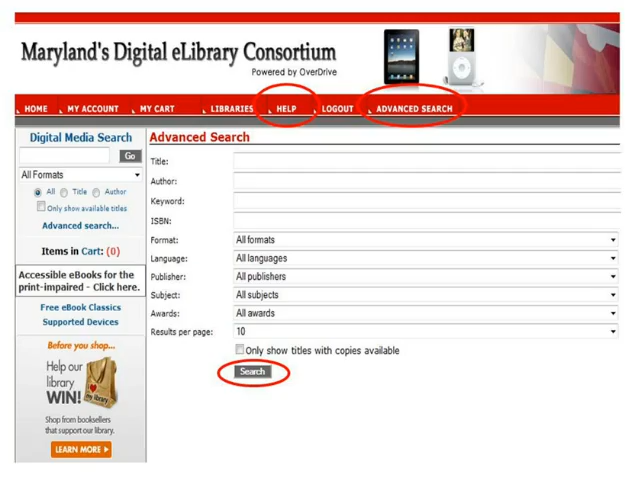 Maryland's Digital eLibrary Consortium
Powered by OverDrive
HOME MY ACCOUNT MY CART LIBRARIES HELP LOGOUT ADVANCED SEARCH
Digital Media Search
Go
All Formats
All Title Author
Only show available titles
Advanced search...
Items in Cart: (0)
Accessible eBooks for the
print-impaired - Click here.
Free eBook Classics
Supported Devices
Before you shop...
Help our
library
WIN!
I ♥
my library
Shop from booksellers
that support our library.
LEARN MORE
Advanced Search
Title:
Author:
Keyword:
ISBN:
Format: All formats
Language: All languages
Publisher: All publishers
Subject: All subjects
Awards: All awards
Results per page: 10
Only show titles with copies available
Search